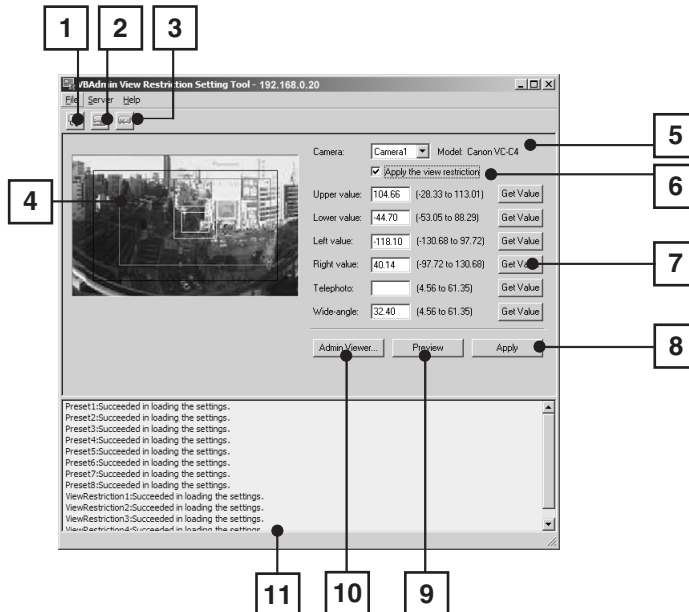 1 2 3
VBAdmin View Restriction Setting Tool - 192.168.0.20
File Server Help
Camera: Camera1 Model: Canon VC-C4
5
Apply the view restriction
6
4
Upper value: 104.66 (-28.33 to 113.01) Get Value
Lower value: -44.70 (-53.05 to 88.29) Get Value
Left value: -118.10 (-130.68 to 97.72) Get Value
Right value: 40.14 (-97.72 to 130.68) Get Value
7
Telephoto: (4.56 to 61.35) Get Value
Wide-angle: 32.40 (4.56 to 61.35) Get Value
Admin Viewer... Preview Apply
8
Preset1:Succeeded in loading the settings.
Preset2:Succeeded in loading the settings.
Preset3:Succeeded in loading the settings.
Preset4:Succeeded in loading the settings.
Preset5:Succeeded in loading the settings.
Preset6:Succeeded in loading the settings.
Preset7:Succeeded in loading the settings.
Preset8:Succeeded in loading the settings.
ViewRestriction1:Succeeded in loading the settings.
ViewRestriction2:Succeeded in loading the settings.
ViewRestriction3:Succeeded in loading the settings.
ViewRestriction4:Succeeded in loading the settings.
11 10 9